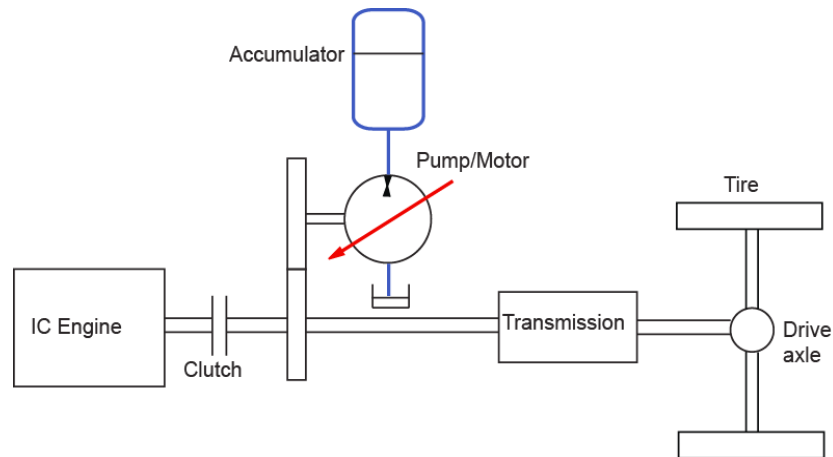 Accumulator
Pump/Motor
Tire
IC Engine
Clutch
Transmission
Drive
axle